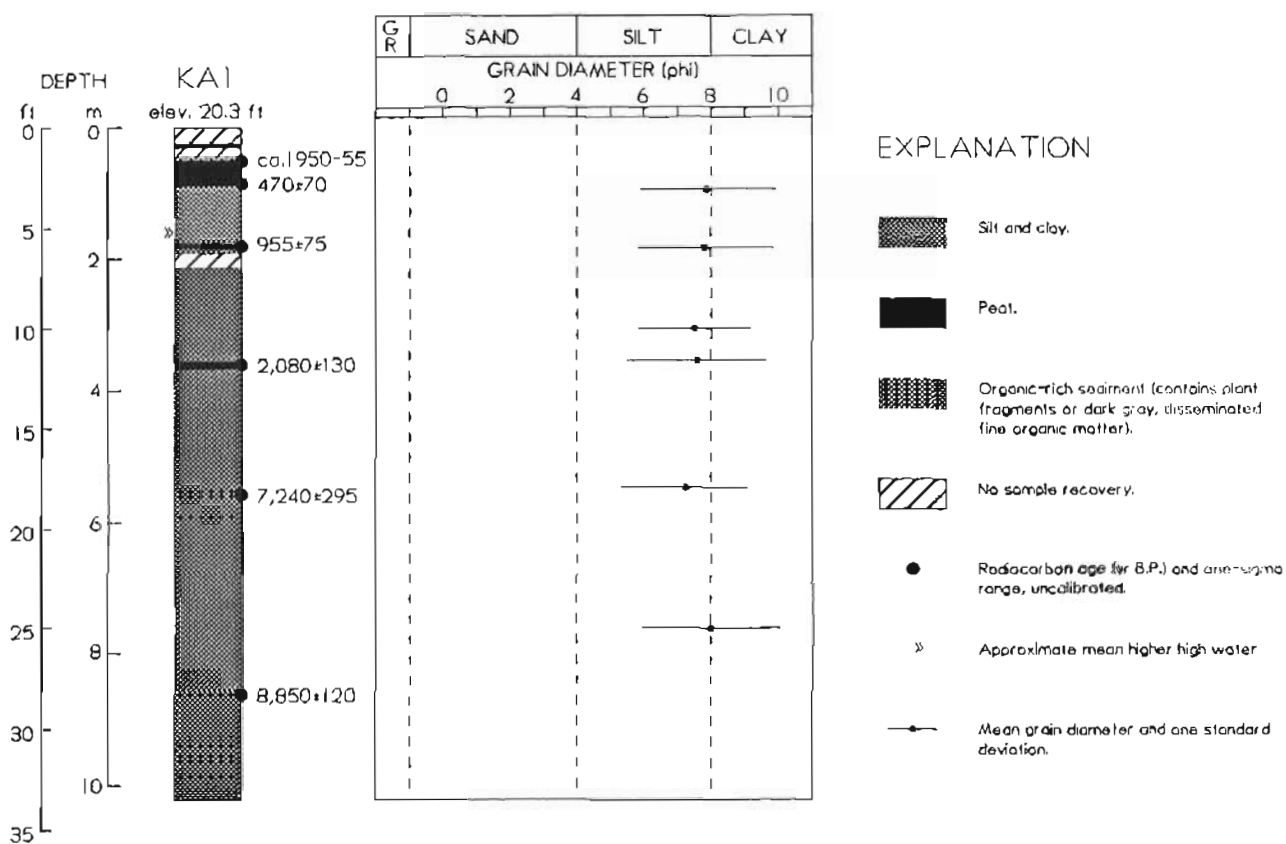 G R SAND SILT CLAY
GRAIN DIAMETER (phi)
0 2 4 6 8 10
DEPTH KA1
ft m elev. 20.3 ft
0 0
5
2
10
4
15
6
20
25
8
30
10
35
ca.1950-55
470±70
955±75
2,080±130
7,240±295
8,850±120
EXPLANATION
Silt and clay.
Peat.
Organic-rich sediment (contains plant
fragments or dark gray, disseminated
fine organic matter).
No sample recovery.
Radiocarbon age (yr B.P.) and one-sigma
range, uncalibrated.
» Approximate mean higher high water
Mean grain diameter and one standard
deviation.